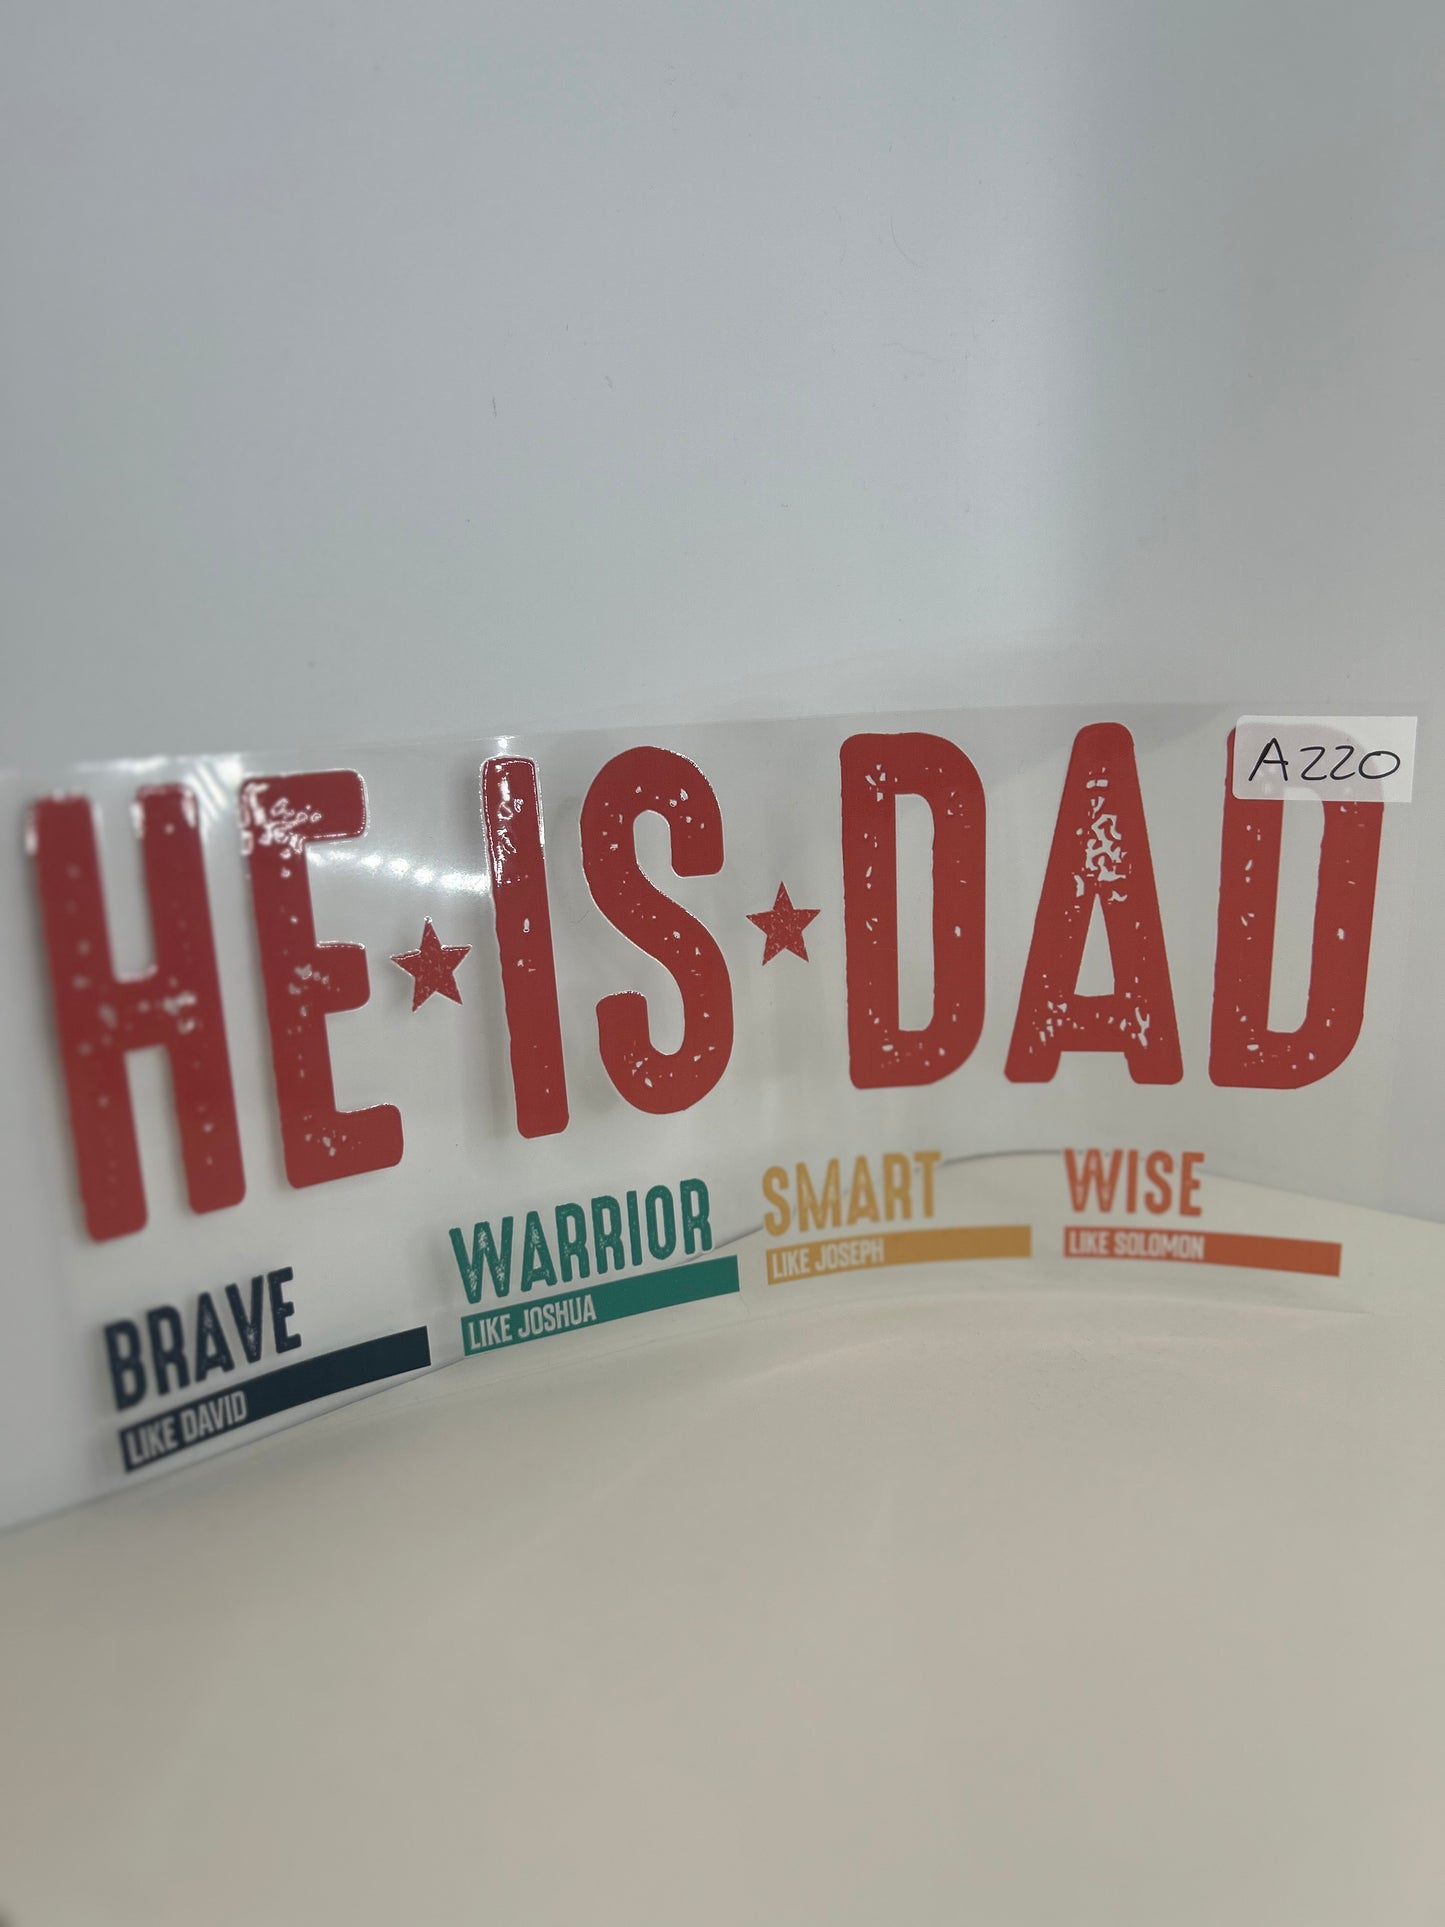 A220
HE★IS★DAD
BRAVE
LIKE DAVID
WARRIOR
LIKE JOSHUA
SMART
LIKE JOSEPH
WISE
LIKE SOLOMON